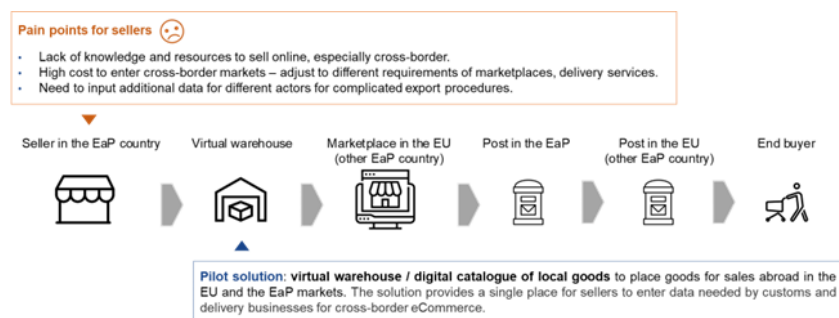 Pain points for sellers
• Lack of knowledge and resources to sell online, especially cross-border.
• High cost to enter cross-border markets – adjust to different requirements of marketplaces, delivery services.
• Need to input additional data for different actors for complicated export procedures.
Seller in the EaP country
Virtual warehouse
Marketplace in the EU
(other EaP country)
Post in the EaP
Post in the EU
(other EaP country)
End buyer
Pilot solution: virtual warehouse / digital catalogue of local goods to place goods for sales abroad in the
EU and the EaP markets. The solution provides a single place for sellers to enter data needed by customs and
delivery businesses for cross-border eCommerce.